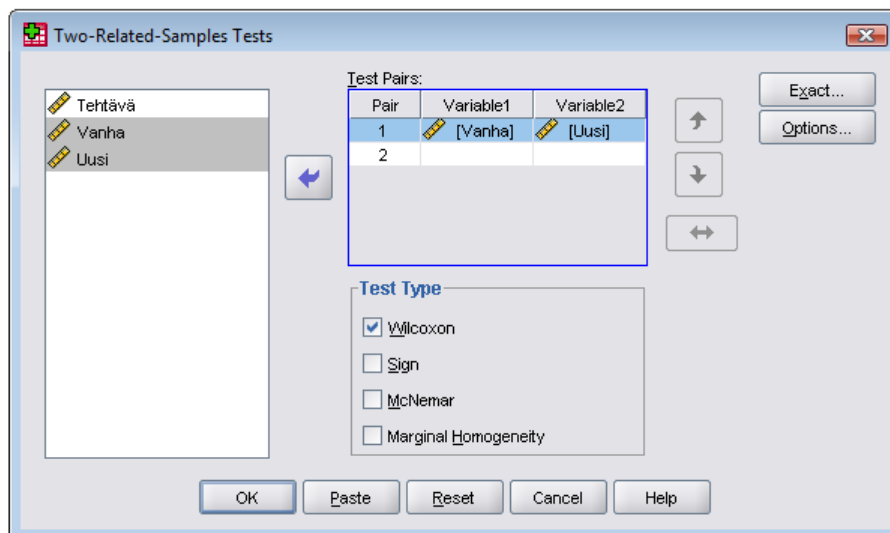 Two-Related-Samples Tests
Tehtävä
Vanha
Uusi
Test Pairs:
Pair Variable1 Variable2
1 [Vanha] [Uusi]
2
Exact...
Options...
Test Type
Wilcoxon
Sign
McNemar
Marginal Homogeneity
OK Paste Reset Cancel Help